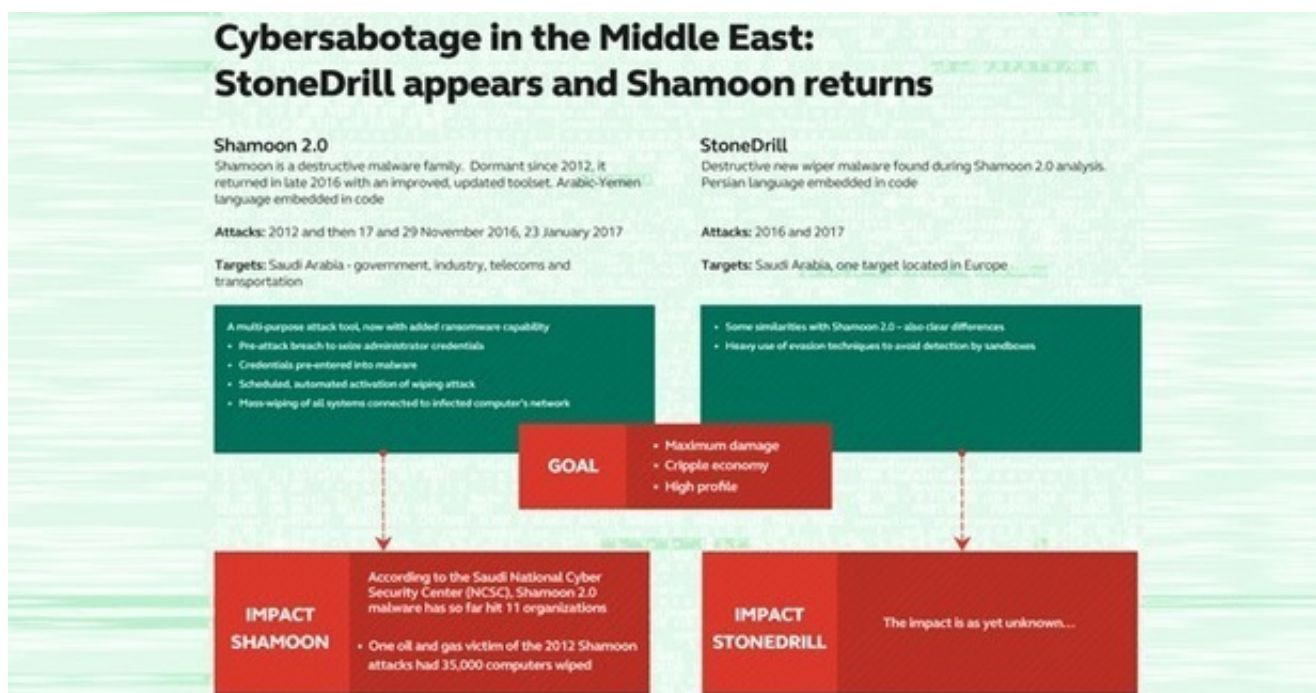 Cybersabotage in the Middle East:
StoneDrill appears and Shamoon returns
Shamoon 2.0
Shamoon is a destructive malware family. Dormant since 2012, it
returned in late 2016 with an improved, updated toolset. Arabic-Yemen
language embedded in code
Attacks: 2012 and then 17 and 29 November 2016, 23 January 2017
Targets: Saudi Arabia - government, industry, telecoms and
transportation
StoneDrill
Destructive new wiper malware found during Shamoon 2.0 analysis.
Persian language embedded in code
Attacks: 2016 and 2017
Targets: Saudi Arabia, one target located in Europe
A multi-purpose attack tool, now with added ransomware capability
• Pre-attack breach to seize administrator credentials
• Credentials pre-entered into malware
• Scheduled, automated activation of wiping attack
• Mass-wiping of all systems connected to infected computer's network
• Some similarities with Shamoon 2.0 – also clear differences
• Heavy use of evasion techniques to avoid detection by sandboxes
GOAL
• Maximum damage
• Cripple economy
• High profile
IMPACT
SHAMOON
According to the Saudi National Cyber
Security Center (NCSC), Shamoon 2.0
malware has so far hit 11 organizations
• One oil and gas victim of the 2012 Shamoon
attacks had 35,000 computers wiped
IMPACT
STONEDRILL
The impact is as yet unknown...